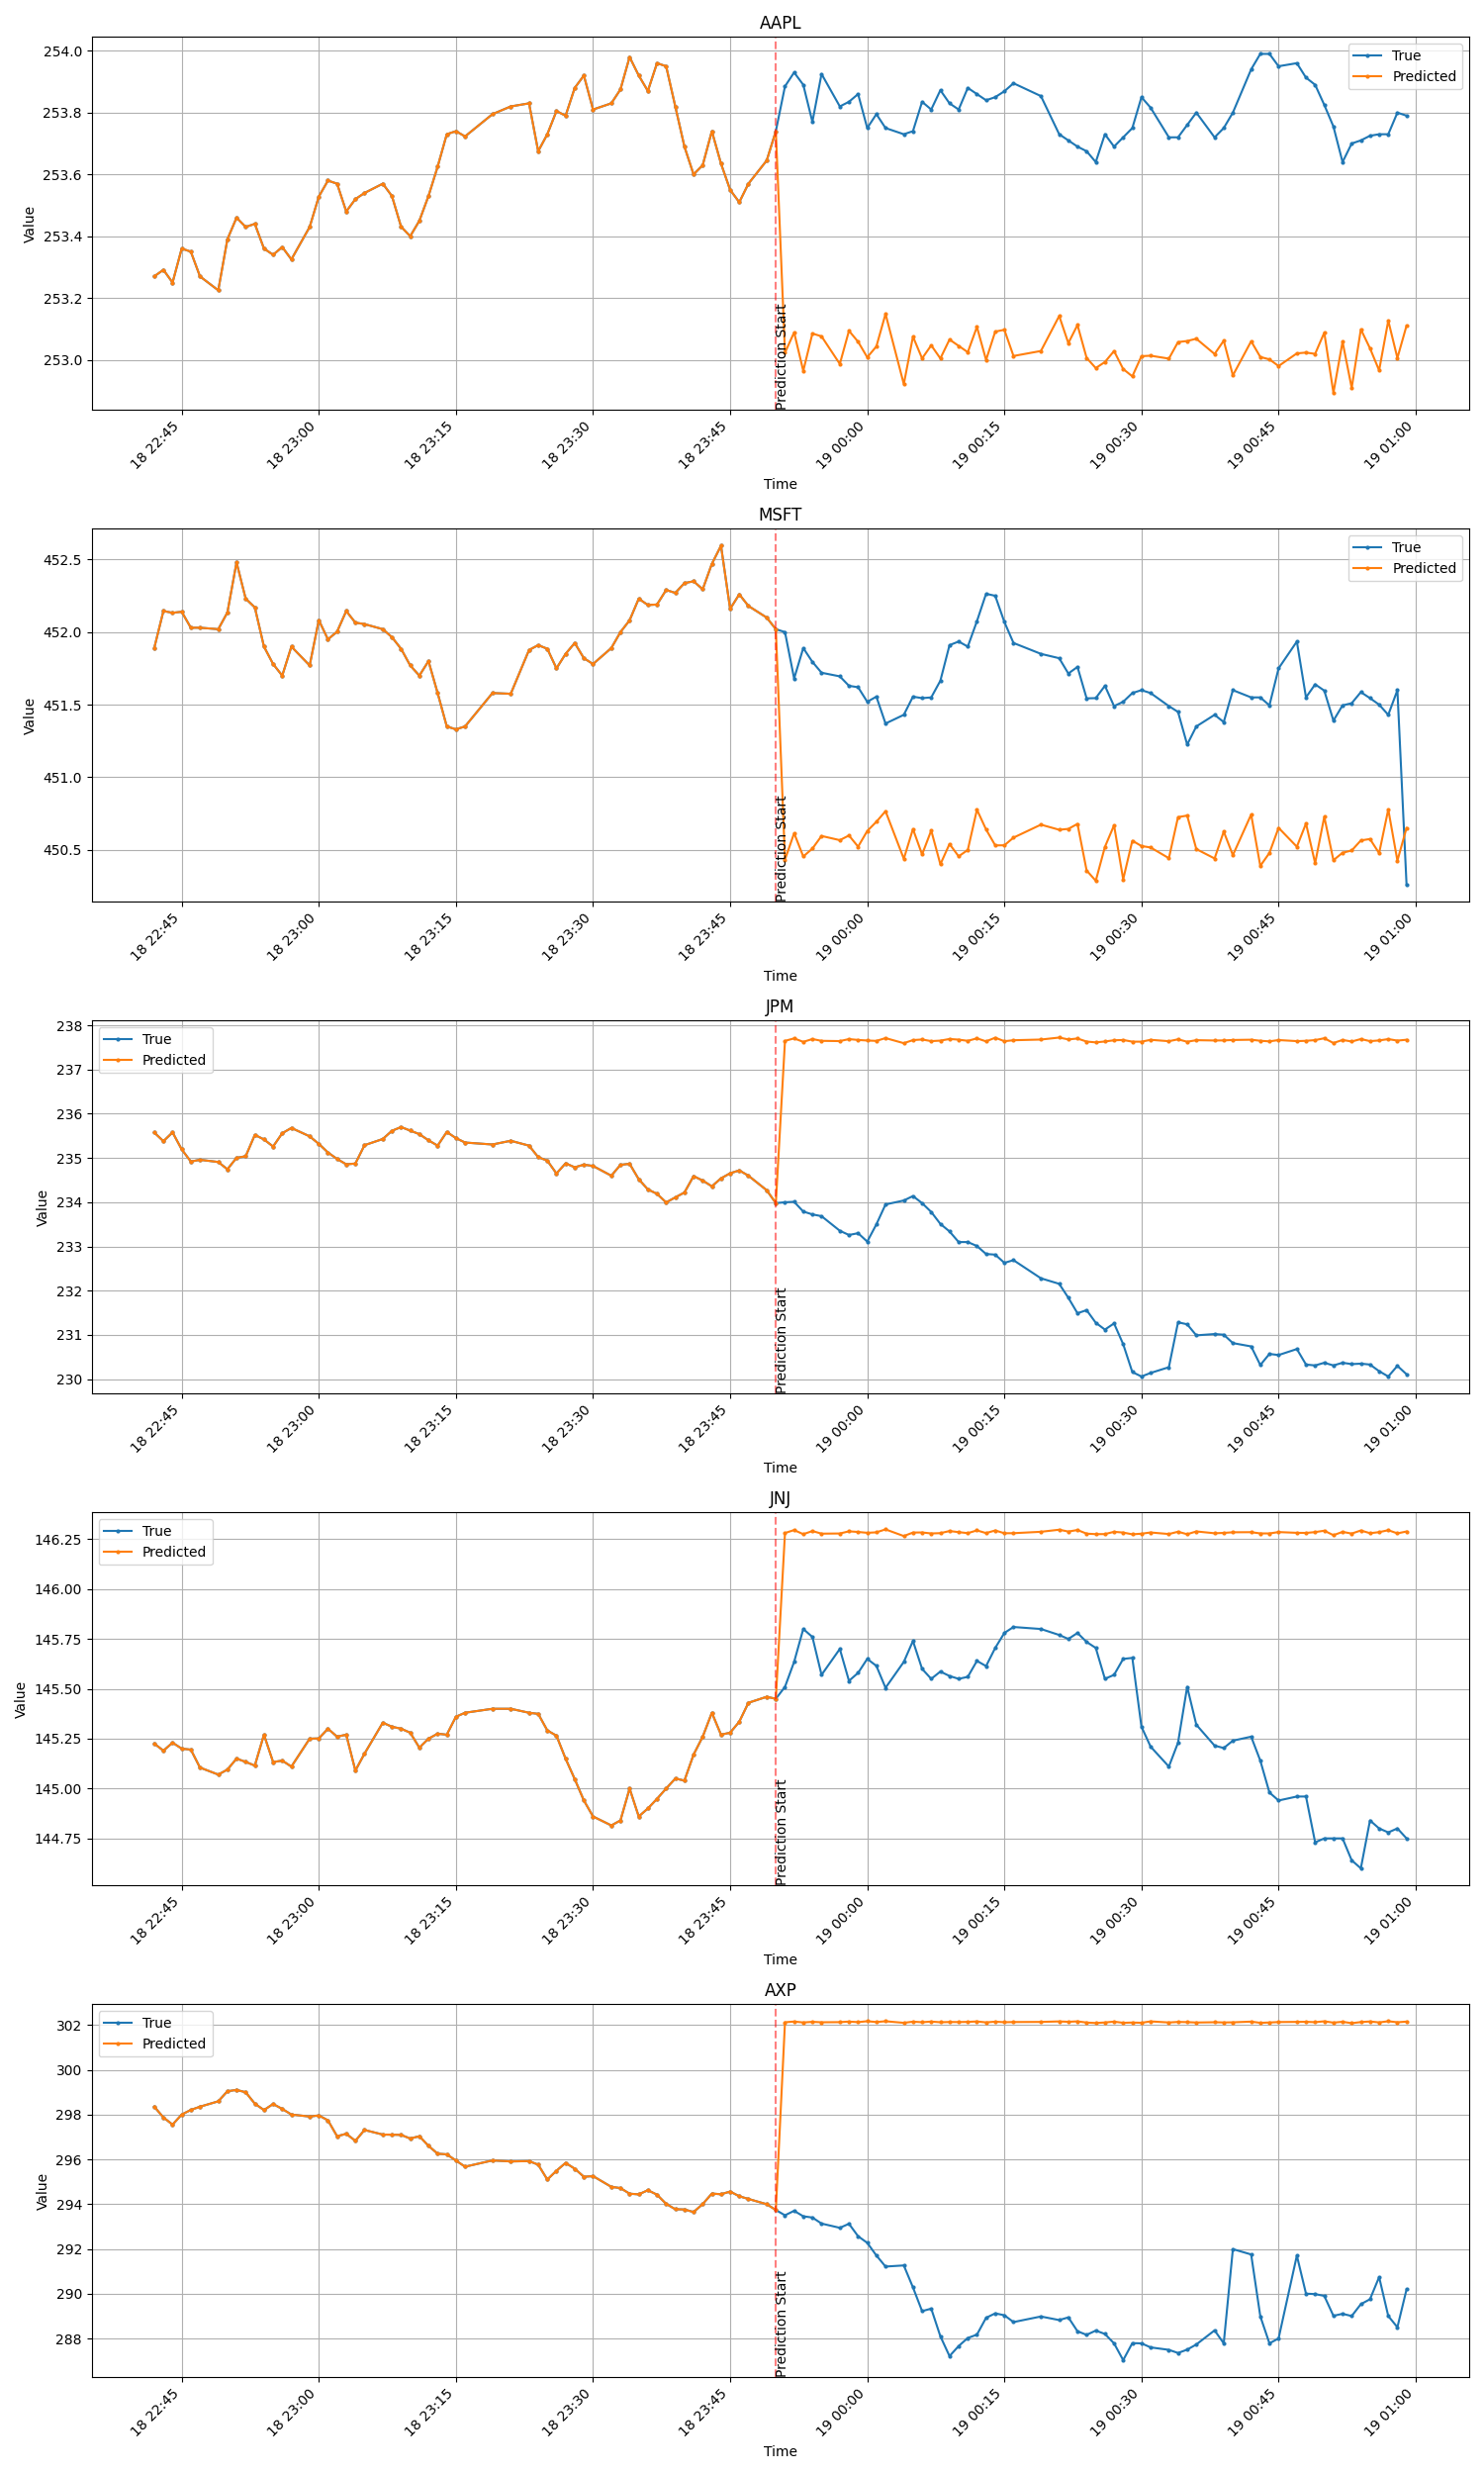 AAPL
True
Predicted
254.0
253.8
253.6
253.4
253.2
253.0
Value
Prediction Start
18 22:45
18 23:00
18 23:15
18 23:30
18 23:45
19 00:00
19 00:15
19 00:30
19 00:45
19 01:00
Time
MSFT
True
Predicted
452.5
452.0
451.5
451.0
450.5
Value
Prediction Start
18 22:45
18 23:00
18 23:15
18 23:30
18 23:45
19 00:00
19 00:15
19 00:30
19 00:45
19 01:00
Time
JPM
True
Predicted
238
237
236
235
234
233
232
231
230
Value
Prediction Start
18 22:45
18 23:00
18 23:15
18 23:30
18 23:45
19 00:00
19 00:15
19 00:30
19 00:45
19 01:00
Time
JNJ
True
Predicted
146.25
146.00
145.75
145.50
145.25
145.00
144.75
Value
Prediction Start
18 22:45
18 23:00
18 23:15
18 23:30
18 23:45
19 00:00
19 00:15
19 00:30
19 00:45
19 01:00
Time
AXP
True
Predicted
302
300
298
296
294
292
290
288
Value
Prediction Start
18 22:45
18 23:00
18 23:15
18 23:30
18 23:45
19 00:00
19 00:15
19 00:30
19 00:45
19 01:00
Time